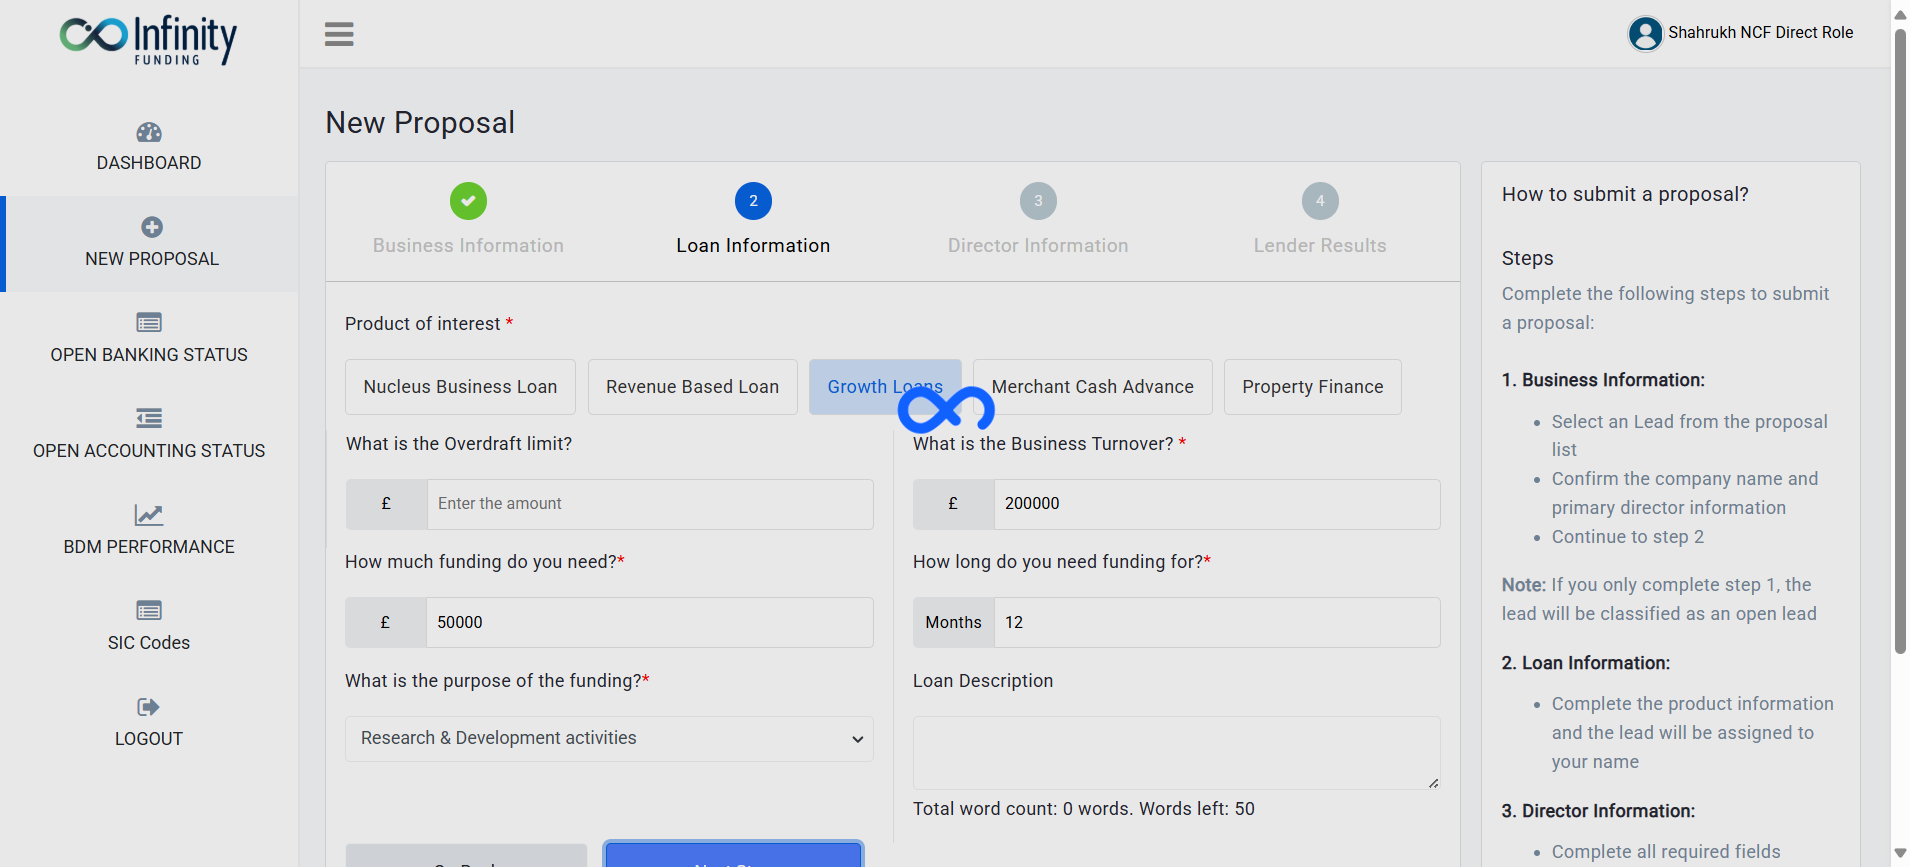 Infinity
FUNDING
Shahrukh NCF Direct Role
DASHBOARD
NEW PROPOSAL
OPEN BANKING STATUS
OPEN ACCOUNTING STATUS
BDM PERFORMANCE
SIC Codes
LOGOUT
New Proposal
2
3
4
Business Information
Loan Information
Director Information
Lender Results
Product of interest *
Nucleus Business Loan
Revenue Based Loan
Growth Loans
Merchant Cash Advance
Property Finance
What is the Overdraft limit?
£
Enter the amount
What is the Business Turnover? *
£
200000
How much funding do you need?*
£
50000
How long do you need funding for?*
Months
12
What is the purpose of the funding?*
Research & Development activities
Loan Description
Total word count: 0 words. Words left: 50
How to submit a proposal?
Steps
Complete the following steps to submit
a proposal:
1. Business Information:
• Select an Lead from the proposal
list
• Confirm the company name and
primary director information
• Continue to step 2
Note: If you only complete step 1, the
lead will be classified as an open lead
2. Loan Information:
• Complete the product information
and the lead will be assigned to
your name
3. Director Information:
• Complete all required fields